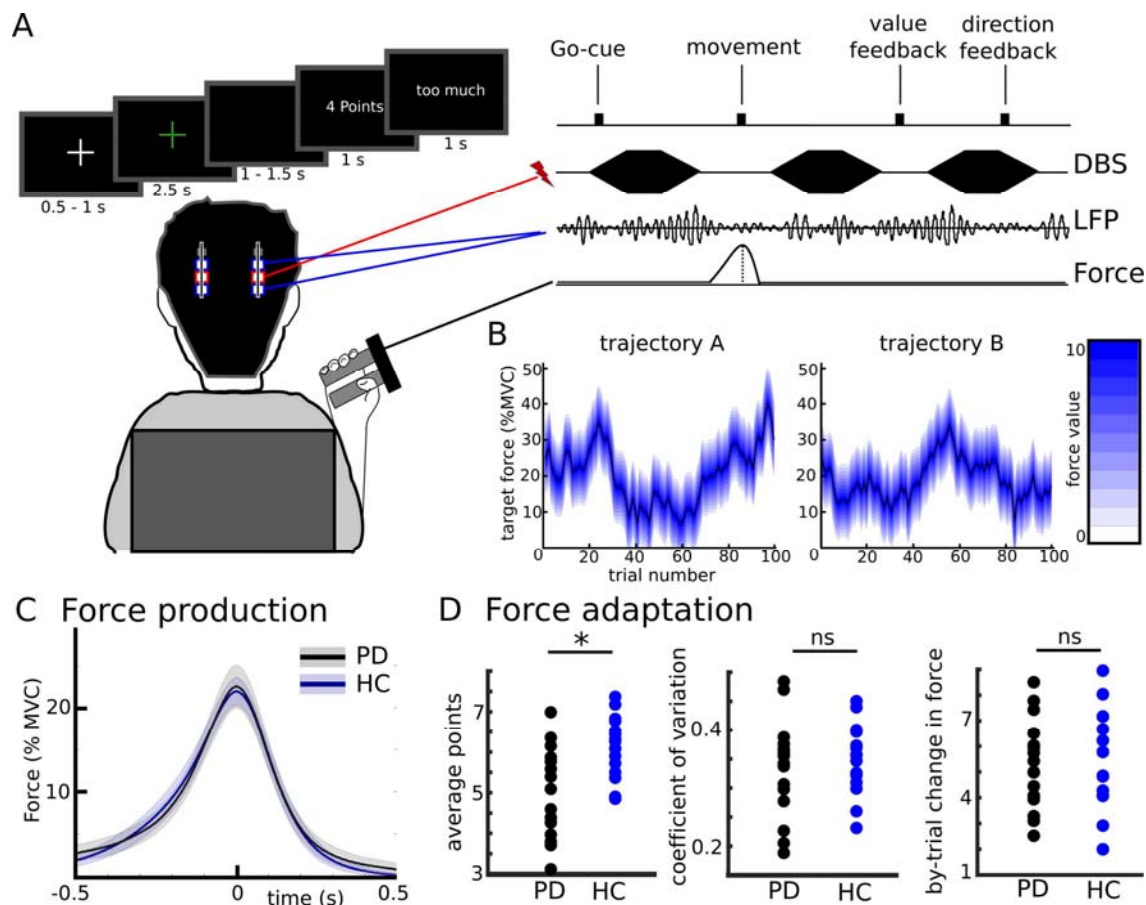 A
Go-cue
movement
value
feedback
direction
feedback
4 Points
too much
0.5 - 1 s
2.5 s
1 - 1.5 s
1 s
1 s
DBS
LFP
Force
B
trajectory A
trajectory B
target force (%MVC)
50
40
30
20
10
0
20
40
60
80
100
trial number
50
40
30
20
10
0
20
40
60
80
100
10
0
force value
C Force production
PD
HC
Force (% MVC)
20
10
-0.5
0
0.5
time (s)
D Force adaptation
*
average points
7
5
3
PD
HC
ns
coefficient of variation
0.4
0.2
PD
HC
ns
by-trial change in force
7
4
1
PD
HC